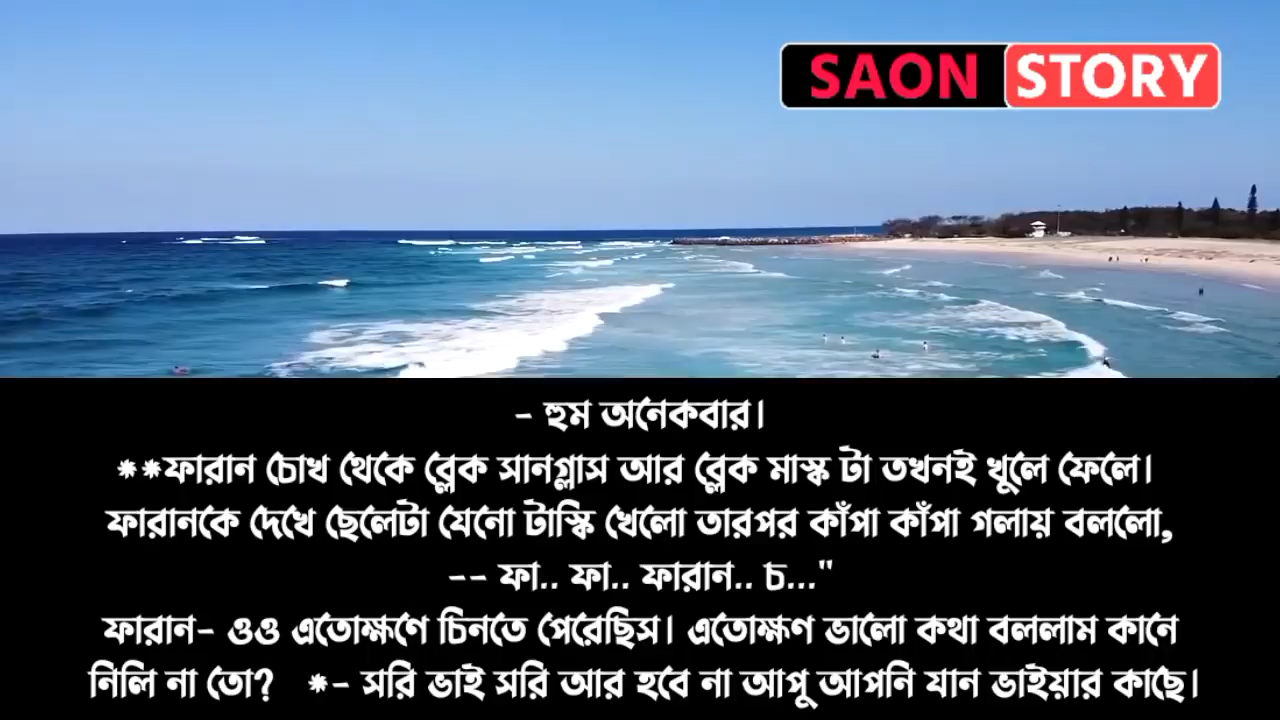 SAON STORY
- হুম অনেকবার।
**ফারান চোখ থেকে ব্লেক সানগ্লাস আর ব্লেক মাস্ক টা তখনই খুলে ফেলে।
ফারানকে দেখে ছেলেটা যেনো টাস্কি খেলো তারপর কাঁপা কাঁপা গলায় বললো,
-- ফা.. ফা.. ফারান.. চ..."
ফারান- ওও এতোক্ষণে চিনতে পেরেছিস। এতোক্ষণ ভালো কথা বললাম কানে
নিলি না তো? *- সরি ভাই সরি আর হবে না আপু আপনি যান ভাইয়ার কাছে।